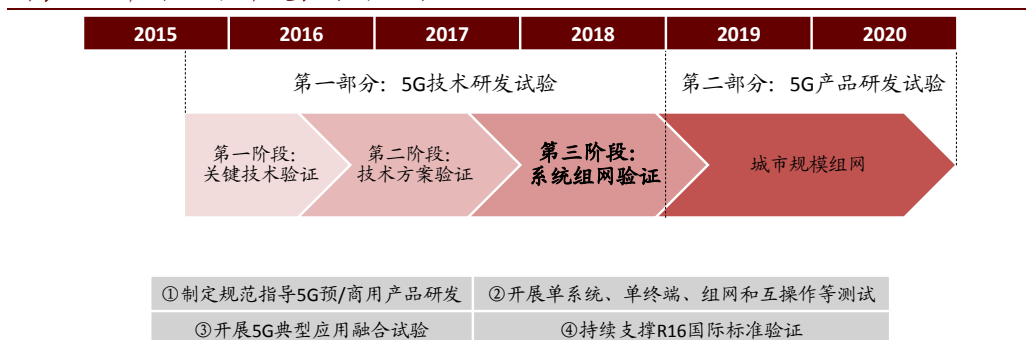 2015 2016 2017 2018 2019 2020
第一部分：5G技术研发试验 第二部分：5G产品研发试验
第一阶段：
关键技术验证
第二阶段：
技术方案验证
第三阶段：
系统组网验证
城市规模组网
①制定规范指导5G预/商用产品研发 ②开展单系统、单终端、组网和互操作等测试
③开展5G典型应用融合试验 ④持续支撑R16国际标准验证